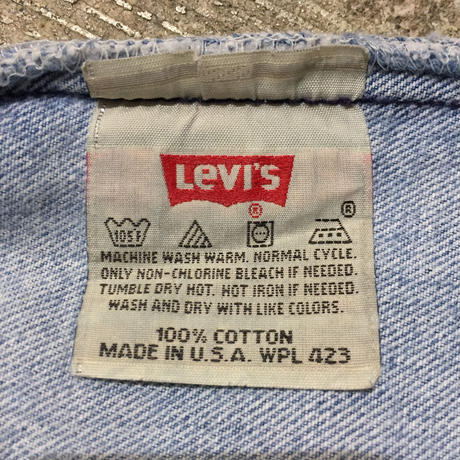 Levi's
®
®
105F
MACHINE WASH WARM. NORMAL CYCLE.
ONLY NON-CHLORINE BLEACH IF NEEDED.
TUMBLE DRY HOT. HOT IRON IF NEEDED.
WASH AND DRY WITH LIKE COLORS.
100% COTTON
MADE IN U.S.A. WPL 423